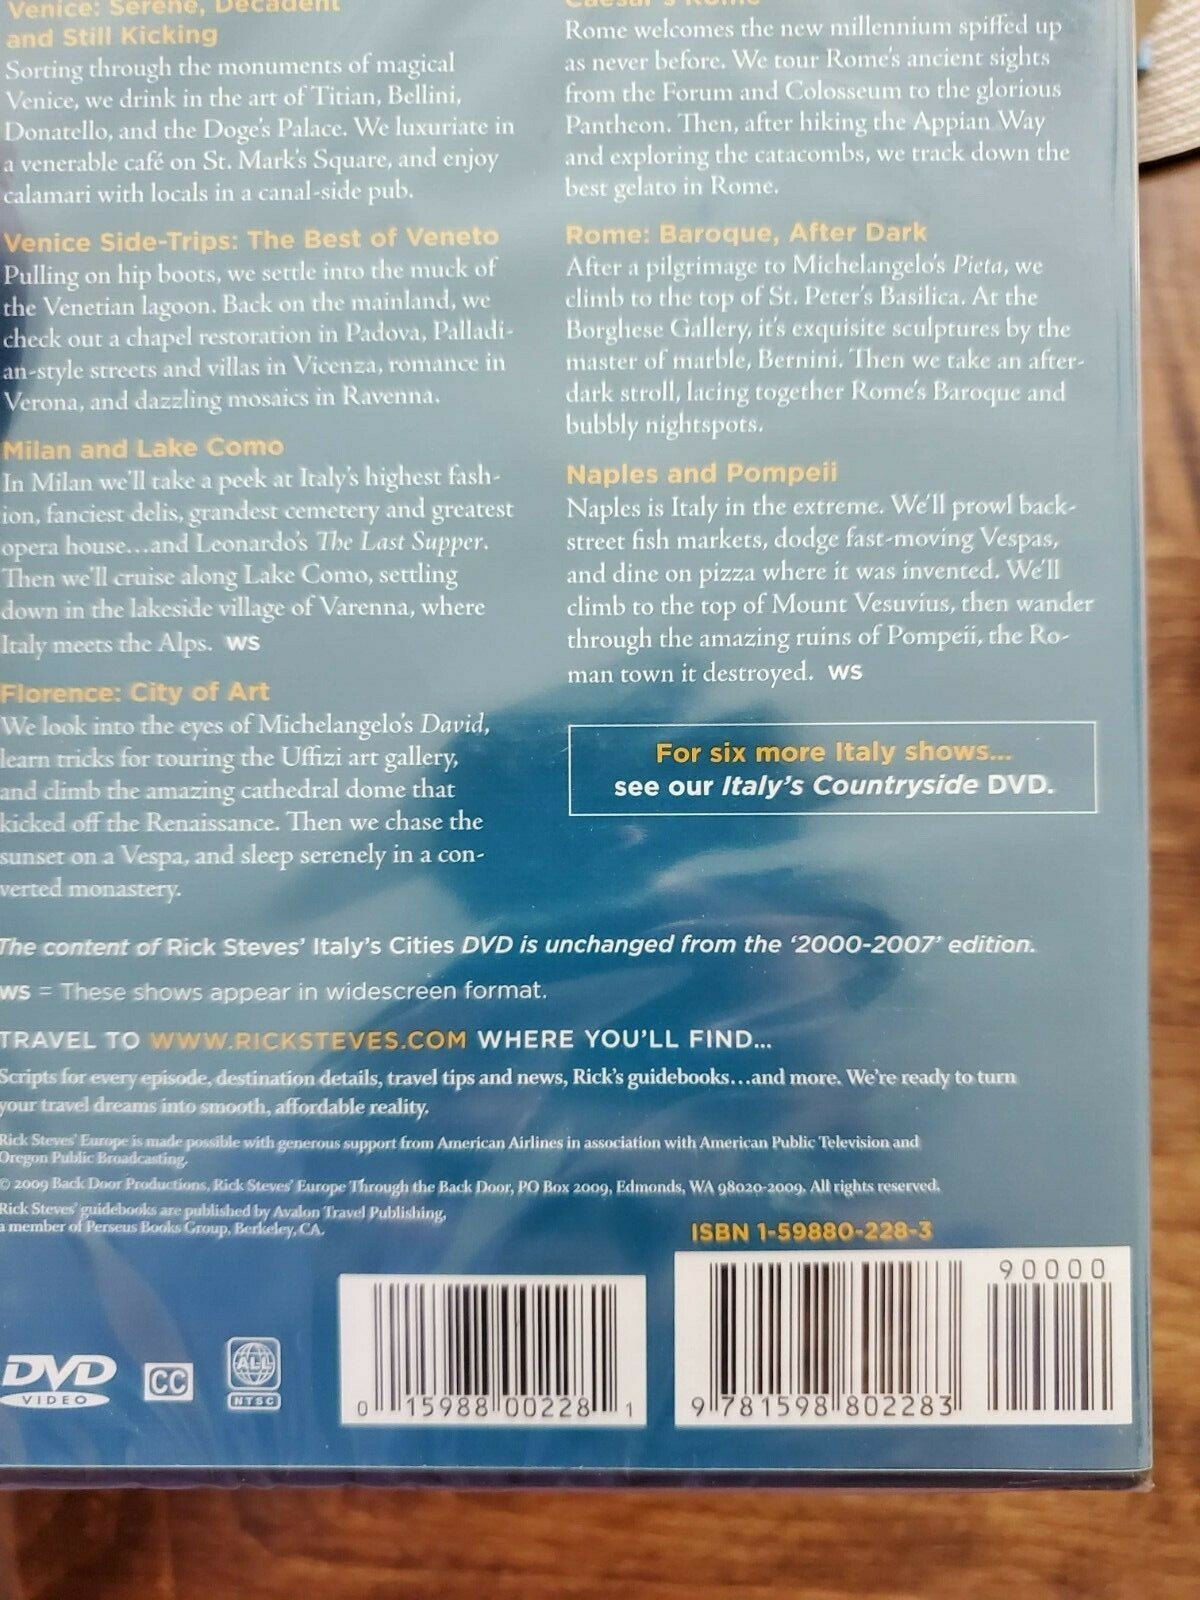 Venice: Serene, Decadent
and Still Kicking
Sorting through the monuments of magical
Venice, we drink in the art of Titian, Bellini,
Donatello, and the Doge's Palace. We luxuriate in
a venerable café on St. Mark's Square, and enjoy
calamari with locals in a canal-side pub.
Venice Side-Trips: The Best of Veneto
Pulling on hip boots, we settle into the muck of
the Venetian lagoon. Back on the mainland, we
check out a chapel restoration in Padova, Palladi-
an-style streets and villas in Vicenza, romance in
Verona, and dazzling mosaics in Ravenna.
Milan and Lake Como
In Milan we'll take a peek at Italy's highest fash-
ion, fanciest delis, grandest cemetery and greatest
opera house...and Leonardo's The Last Supper.
Then we'll cruise along Lake Como, settling
down in the lakeside village of Varenna, where
Italy meets the Alps. WS
Florence: City of Art
We look into the eyes of Michelangelo's David,
learn tricks for touring the Uffizi art gallery,
and climb the amazing cathedral dome that
kicked off the Renaissance. Then we chase the
sunset on a Vespa, and sleep serenely in a con-
verted monastery.
Caesar's Rome
Rome welcomes the new millennium spiffed up
as never before. We tour Rome's ancient sights
from the Forum and Colosseum to the glorious
Pantheon. Then, after hiking the Appian Way
and exploring the catacombs, we track down the
best gelato in Rome.
Rome: Baroque, After Dark
After a pilgrimage to Michelangelo's Pieta, we
climb to the top of St. Peter's Basilica. At the
Borghese Gallery, it's exquisite sculptures by the
master of marble, Bernini. Then we take an after-
dark stroll, lacing together Rome's Baroque and
bubbly nightspots.
Naples and Pompeii
Naples is Italy in the extreme. We'll prowl back-
street fish markets, dodge fast-moving Vespas,
and dine on pizza where it was invented. We'll
climb to the top of Mount Vesuvius, then wander
through the amazing ruins of Pompeii, the Ro-
man town it destroyed. WS
For six more Italy shows...
see our Italy's Countryside DVD.
The content of Rick Steves' Italy's Cities DVD is unchanged from the '2000-2007' edition.
WS = These shows appear in widescreen format.
TRAVEL TO WWW.RICKSTEVES.COM WHERE YOU'LL FIND...
Scripts for every episode, destination details, travel tips and news, Rick's guidebooks...and more. We're ready to turn
your travel dreams into smooth, affordable reality.
Rick Steves' Europe is made possible with generous support from American Airlines in association with American Public Television and
Oregon Public Broadcasting.
© 2009 Back Door Productions, Rick Steves' Europe Through the Back Door, PO Box 2009, Edmonds, WA 98020-2009. All rights reserved.
Rick Steves' guidebooks are published by Avalon Travel Publishing,
a member of Perseus Books Group, Berkeley, CA.
ISBN 1-59880-228-3
90000
DVD
VIDEO
CC
ALL
NTSC
0 15988 00228 1
9 781598 802283